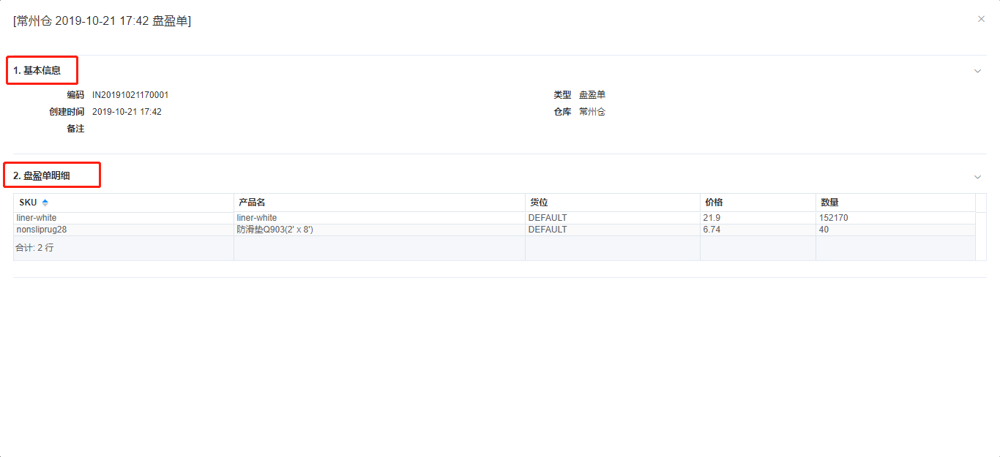 [常州仓 2019-10-21 17:42 盘盈单]
1. 基本信息
编码 IN20191021170001 类型 盘盈单
创建时间 2019-10-21 17:42 仓库 常州仓
备注
2. 盘盈单明细
SKU 产品名 货位 价格 数量
liner-white liner-white DEFAULT 21.9 152170
nonsliprug28 防滑垫Q903(2' x 8') DEFAULT 6.74 40
合计: 2 行